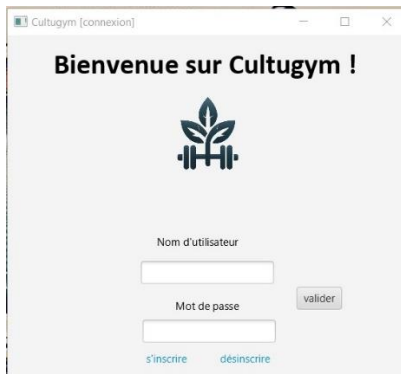 Cultugym [connexion]
Bienvenue sur Cultugym !
Nom d'utilisateur
valider
Mot de passe
s'inscrire désinscrire